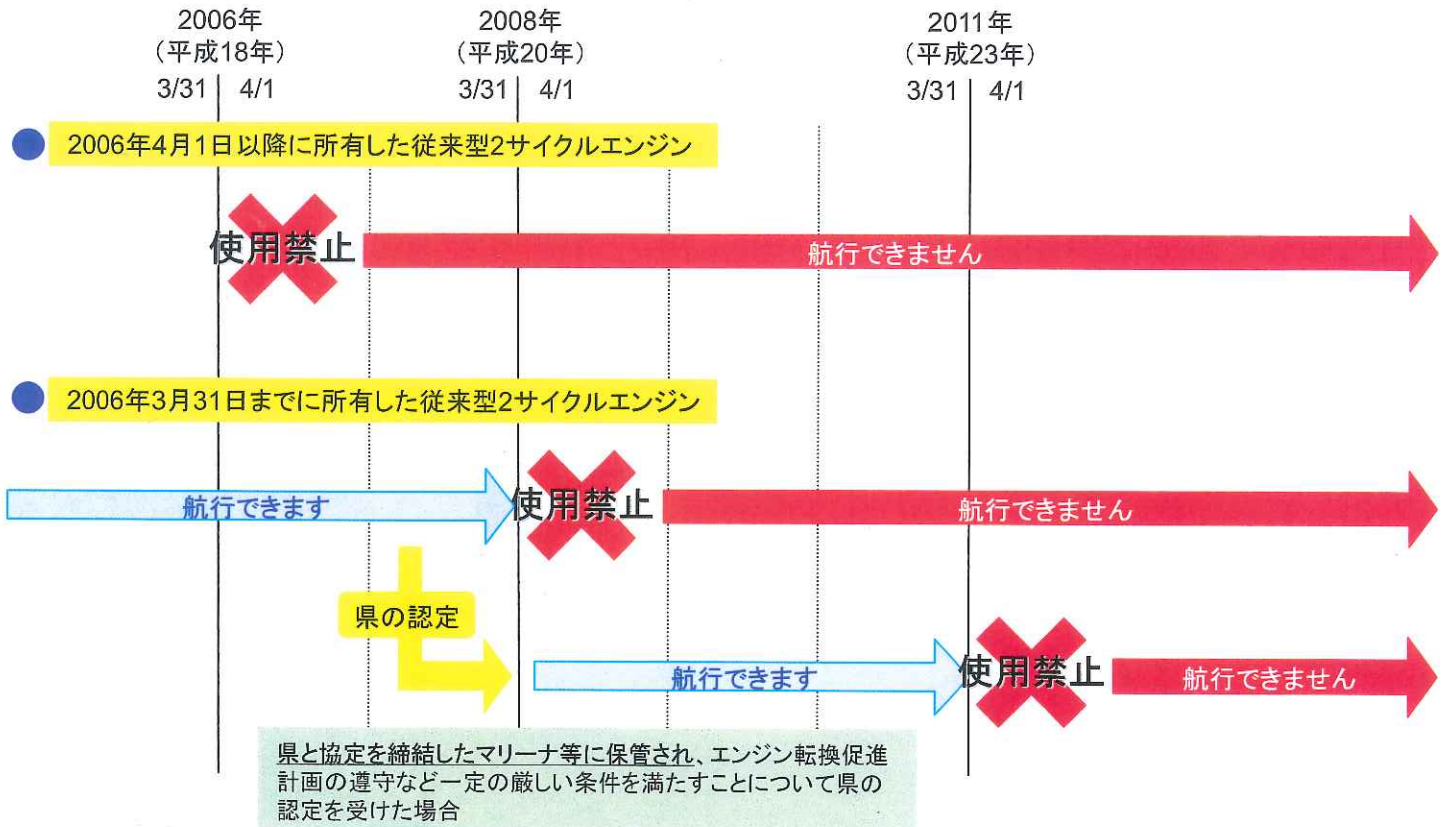 2006年
(平成18年)
3/31 4/1
2008年
(平成20年)
3/31 4/1
2011年
(平成23年)
3/31 4/1
2006年4月1日以降に所有した従来型2サイクルエンジン
使用禁止
航行できません
2006年3月31日までに所有した従来型2サイクルエンジン
航行できます
使用禁止
航行できません
県の認定
航行できます
使用禁止
航行できません
県と協定を締結したマリーナ等に保管され、エンジン転換促進
計画の遵守など一定の厳しい条件を満たすことについて県の
認定を受けた場合